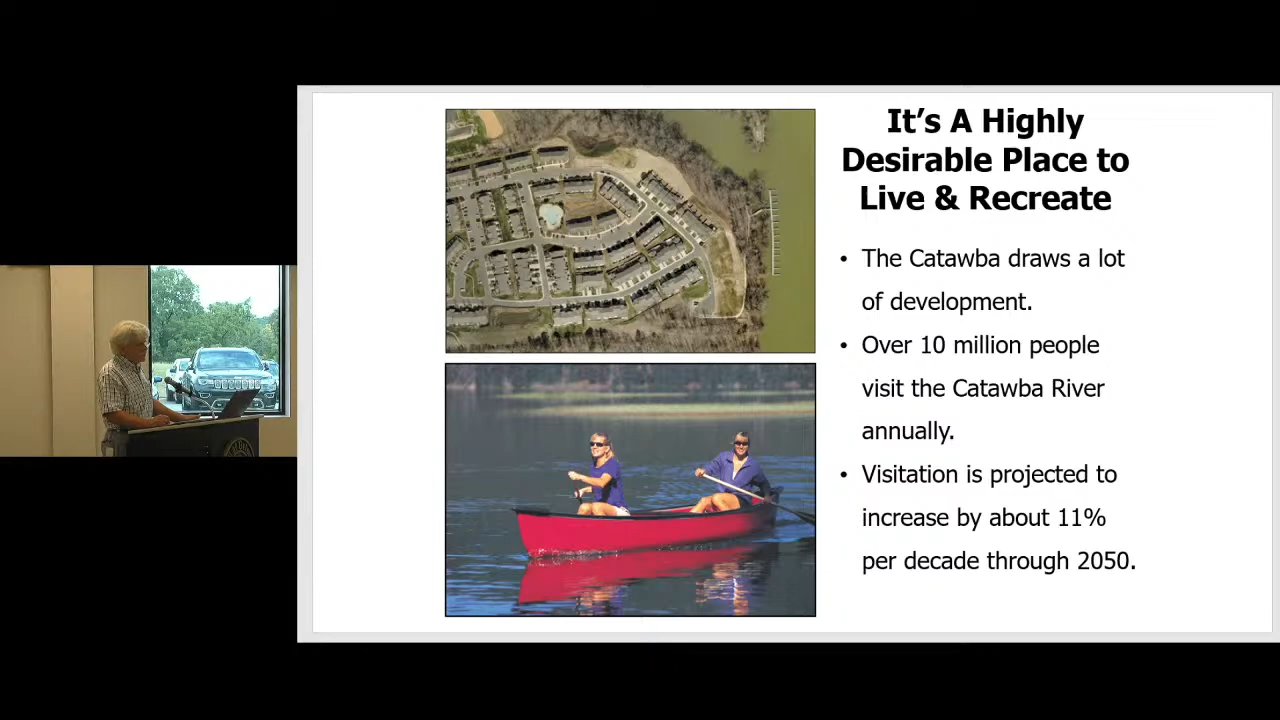 It's A Highly
Desirable Place to
Live & Recreate
• The Catawba draws a lot
of development.
• Over 10 million people
visit the Catawba River
annually.
• Visitation is projected to
increase by about 11%
per decade through 2050.